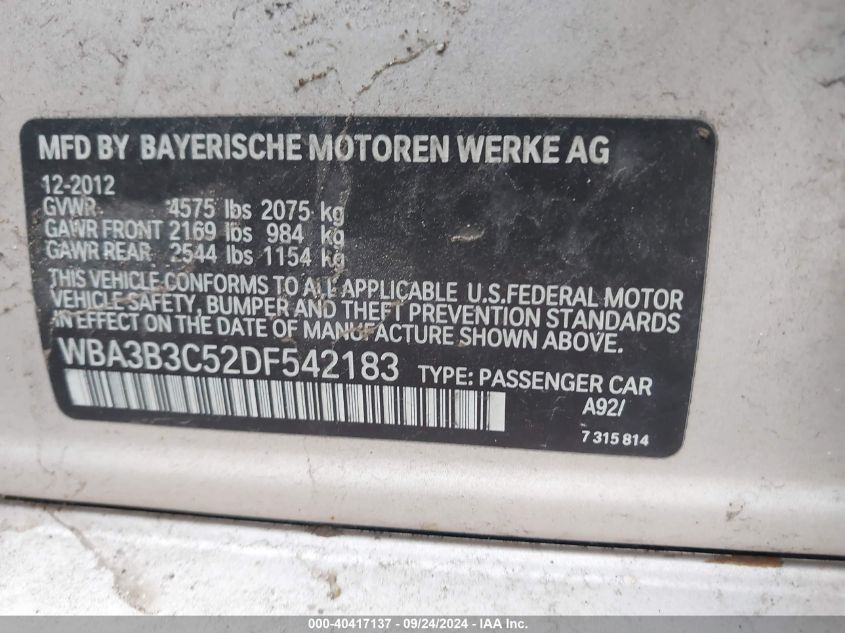 MFD BY BAYERISCHE MOTOREN WERKE AG
12-2012
GVWR 4575 lbs 2075 kg
GAWR FRONT 2169 lbs 984 kg
GAWR REAR 2544 lbs 1154 kg
THIS VEHICLE CONFORMS TO ALL APPLICABLE U.S.FEDERAL MOTOR
VEHICLE SAFETY, BUMPER AND THEFT PREVENTION STANDARDS
IN EFFECT ON THE DATE OF MANUFACTURE SHOWN ABOVE.
WBA3B3C52DF542183 TYPE: PASSENGER CAR
A92/
7 315 814
000-40417137 - 09/24/2024 - IAA Inc.